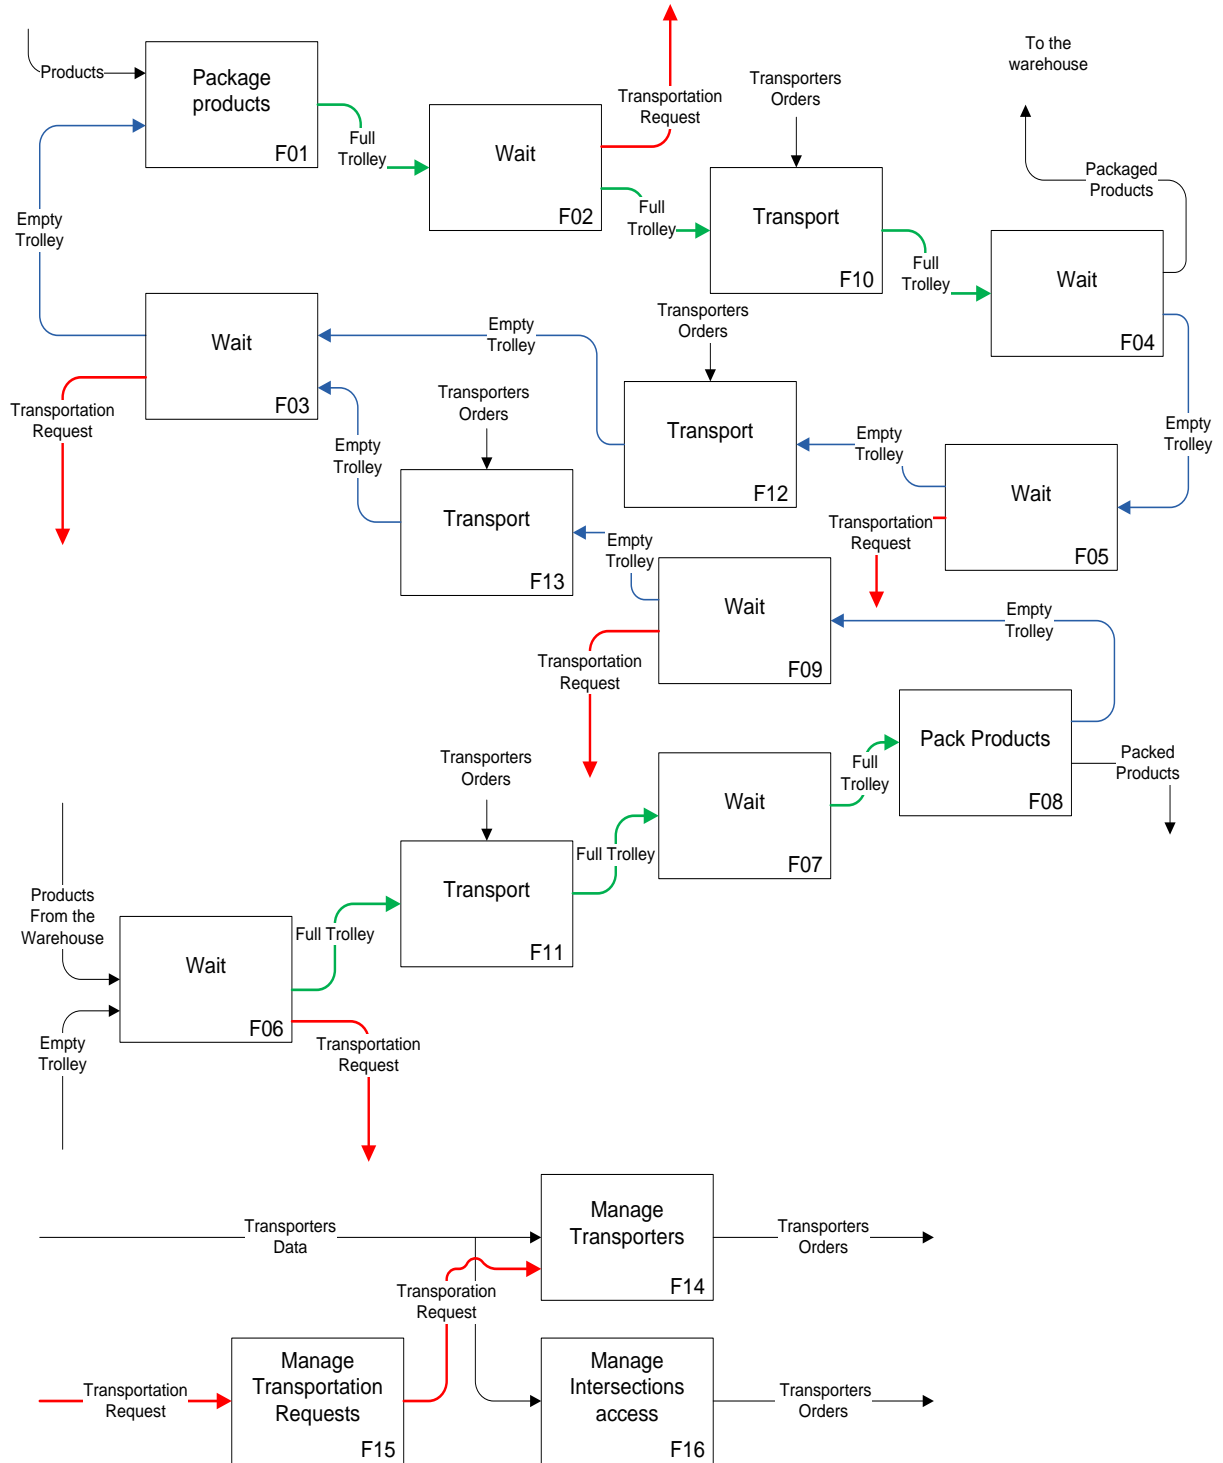 To the
warehouse
Products
Package
products
F01
Full
Trolley
Transportation
Request
Wait
F02
Transporters
Orders
Full
Trolley
Transport
F10
Packaged
Products
Full
Trolley
Wait
F04
Empty
Trolley
Wait
F03
Empty
Trolley
Transporters
Orders
Transport
F12
Transportation
Request
Transporters
Orders
Empty
Trolley
Empty
Trolley
Empty
Trolley
Wait
F05
Transportation
Request
Transport
F13
Empty
Trolley
Wait
F09
Empty
Trolley
Transportation
Request
Pack Products
F08
Packed
Products
Transporters
Orders
Wait
F07
Full
Trolley
Full Trolley
Transport
F11
Products
From the
Warehouse
Full Trolley
Wait
F06
Empty
Trolley
Transportation
Request
Transporters
Data
Manage
Transporters
F14
Transporters
Orders
Transporation
Request
Transportation
Request
Manage
Transportation
Requests
F15
Manage
Intersections
access
F16
Transporters
Orders